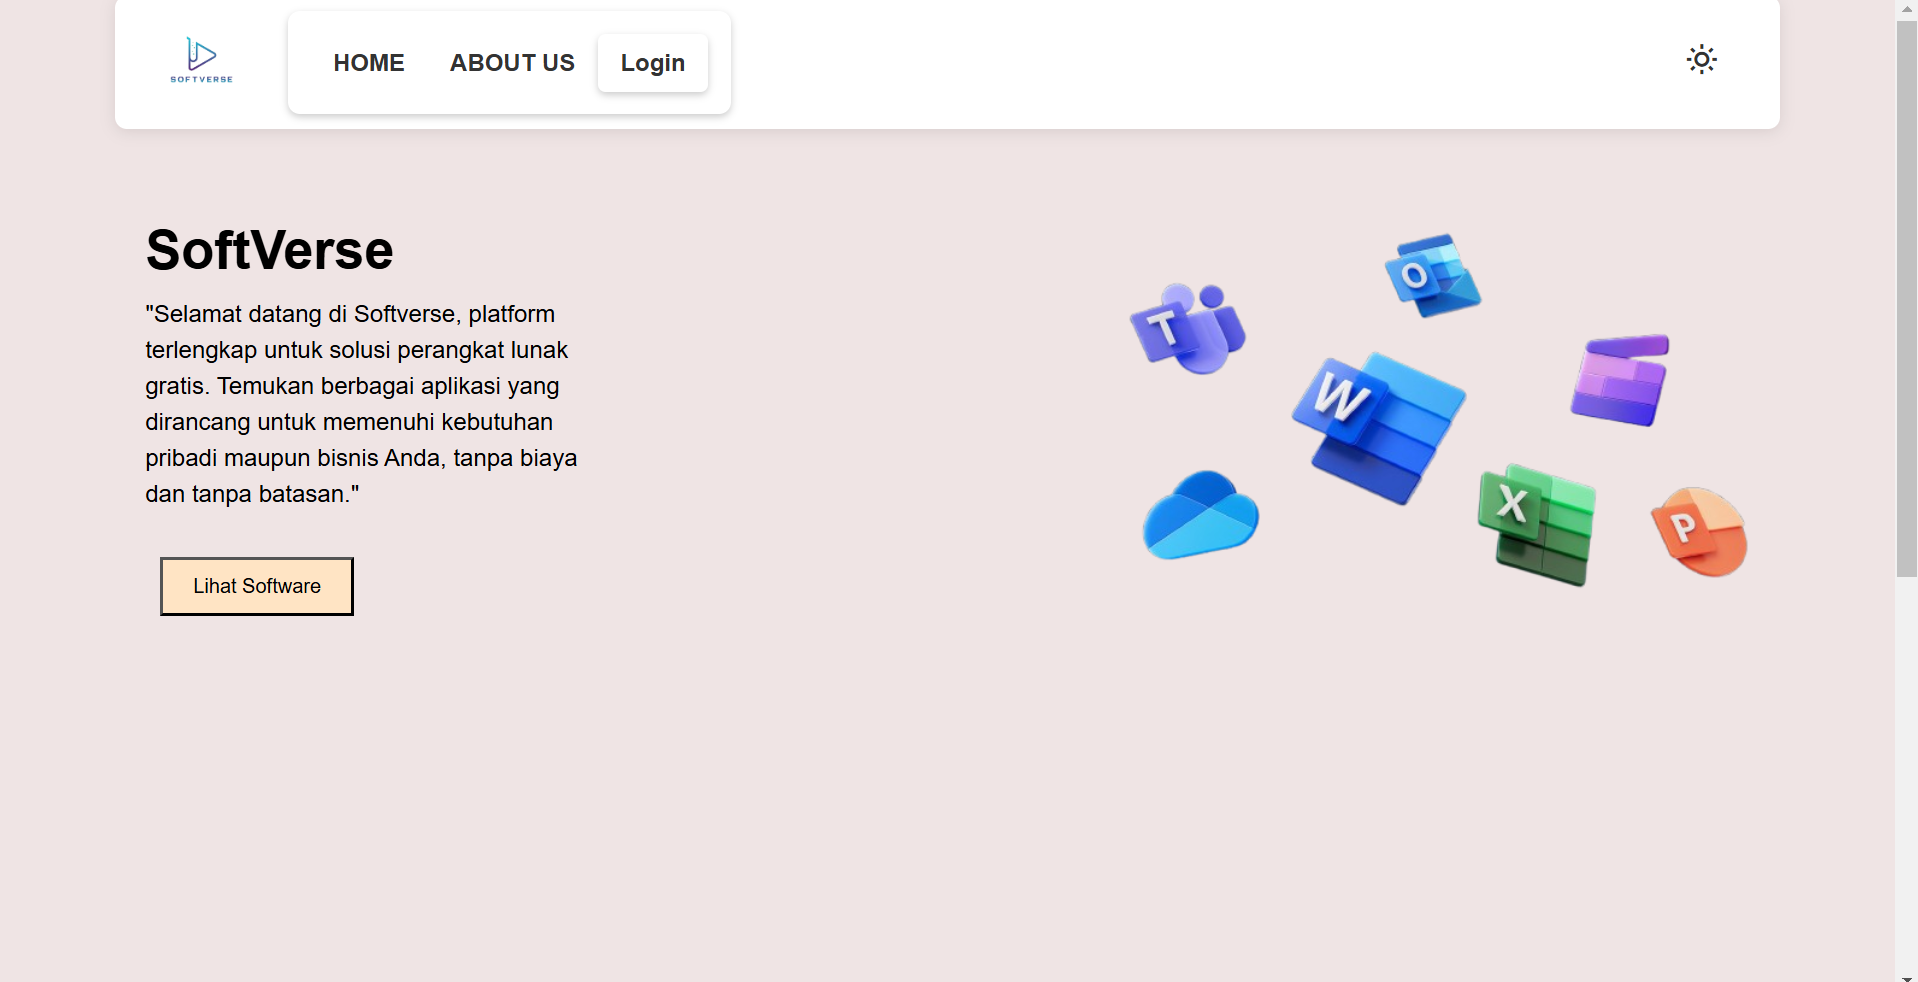 SOFTVERSE
HOME ABOUT US Login
SoftVerse
"Selamat datang di Softverse, platform
terlengkap untuk solusi perangkat lunak
gratis. Temukan berbagai aplikasi yang
dirancang untuk memenuhi kebutuhan
pribadi maupun bisnis Anda, tanpa biaya
dan tanpa batasan."
Lihat Software
O
T
W
X
P